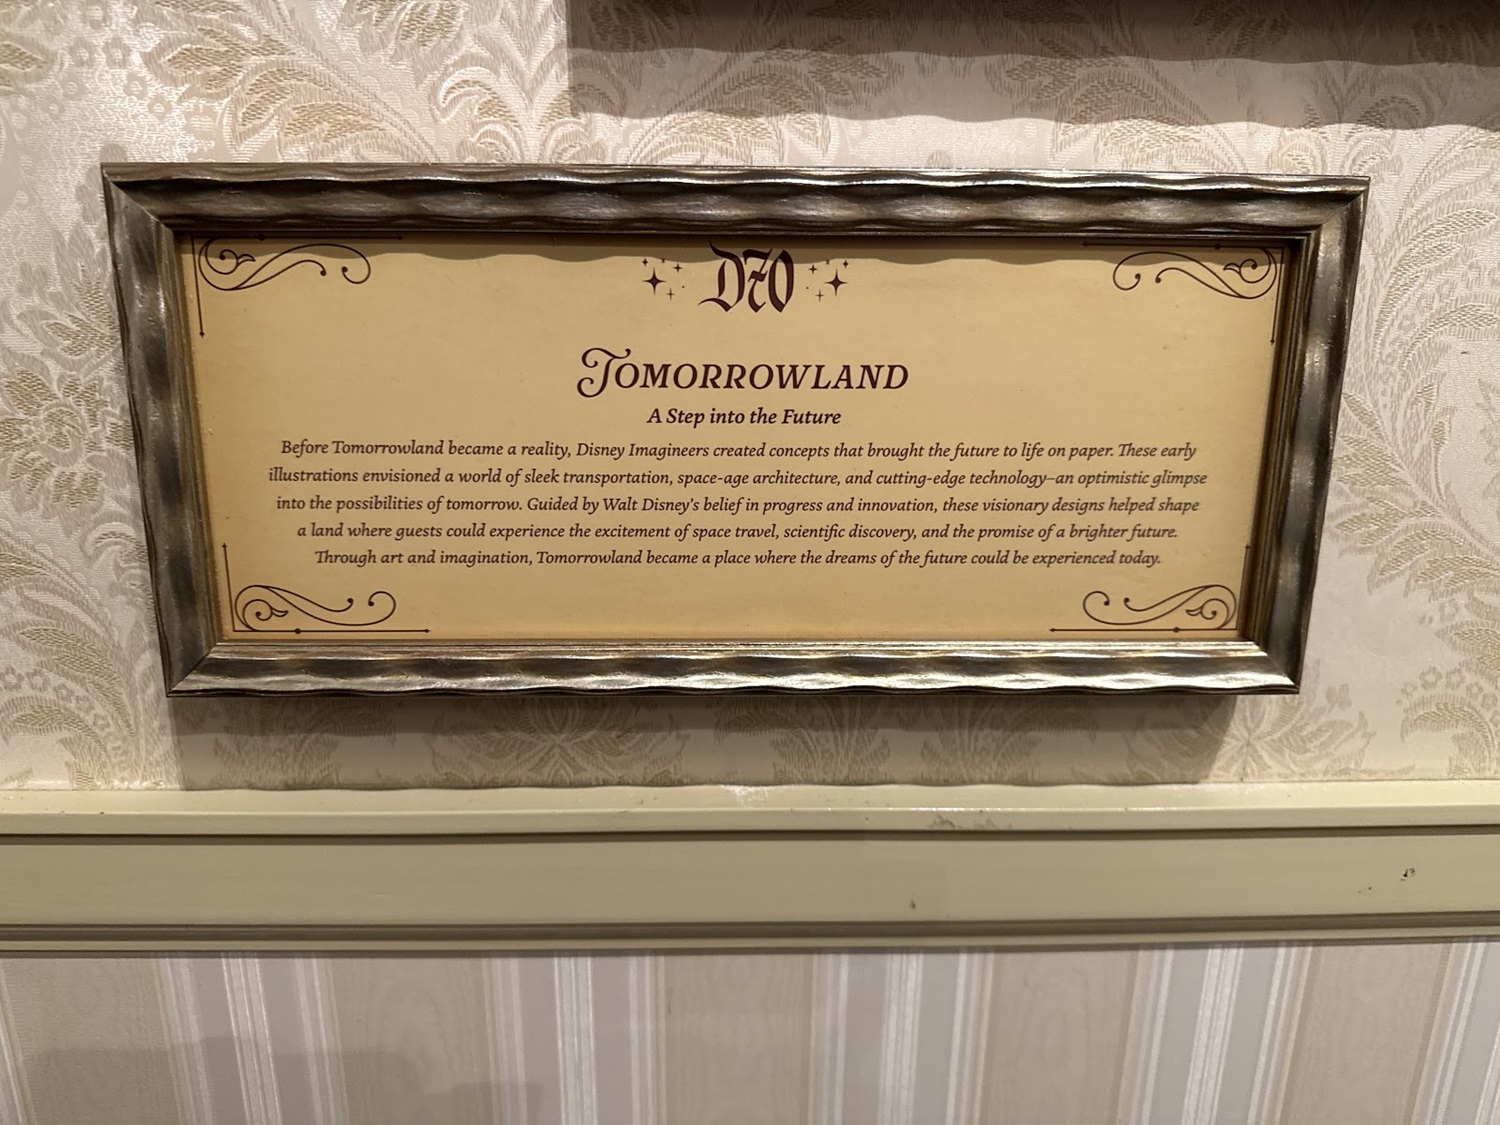 D70
Tomorrowland
A Step into the Future
Before Tomorrowland became a reality, Disney Imagineers created concepts that brought the future to life on paper. These early
illustrations envisioned a world of sleek transportation, space-age architecture, and cutting-edge technology—an optimistic glimpse
into the possibilities of tomorrow. Guided by Walt Disney's belief in progress and innovation, these visionary designs helped shape
a land where guests could experience the excitement of space travel, scientific discovery, and the promise of a brighter future.
Through art and imagination, Tomorrowland became a place where the dreams of the future could be experienced today.